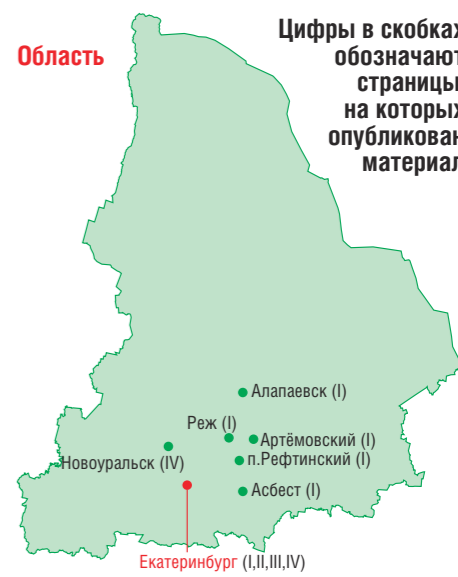 Область
Цифры в скобках
обозначают
страницы
на которых
опубликован
материал
Алапаевск (I)
Реж (I)
Артёмовский (I)
Новоуральск (IV)
п.Рефтинский (I)
Асбест (I)
Екатеринбург (I,II,III,IV)